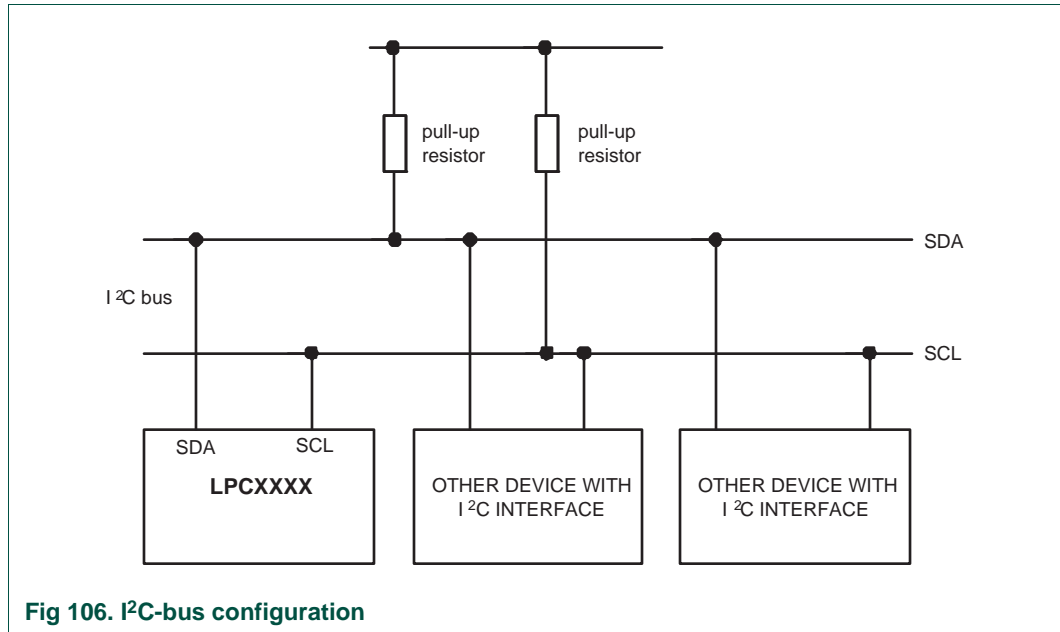 pull-up
resistor
pull-up
resistor
SDA
I 2C bus
SCL
SDA
SCL
LPCXXXX
OTHER DEVICE WITH
I 2C INTERFACE
OTHER DEVICE WITH
I 2C INTERFACE
Fig 106. I2C-bus configuration